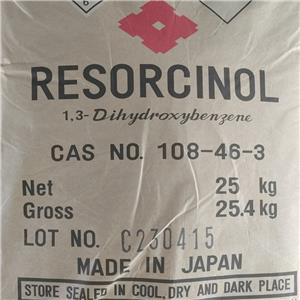 6
RESORCINOL
1,3-Dihydroxybenzene
CAS NO. 108-46-3
Net 25 kg
Gross 25.4 kg
LOT NO. C230415
MADE IN JAPAN
STORE SEALED IN COOL, DRY AND DARK PLACE